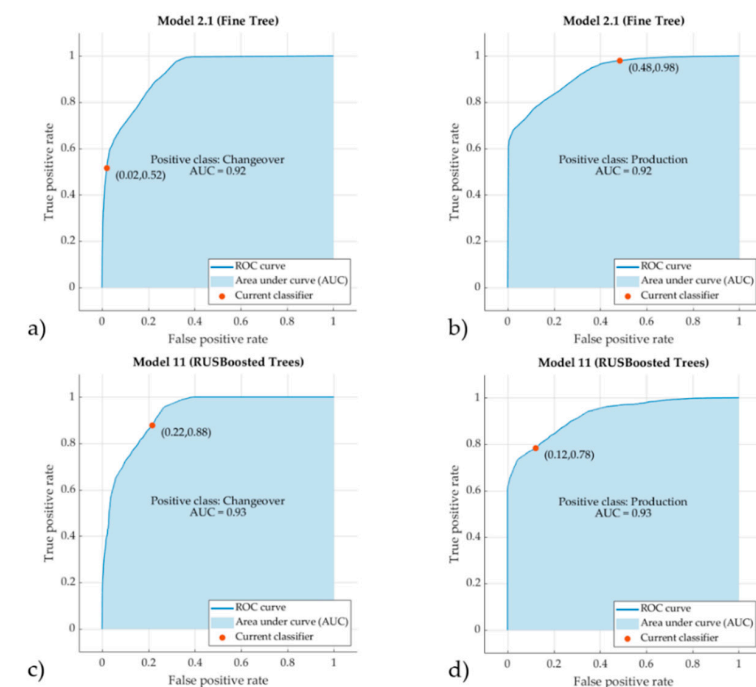 Model 2.1 (Fine Tree)
1
0.8
0.6
0.4
0.2
0
True positive rate
(0.02,0.52)
Positive class: Changeover
AUC = 0.92
ROC curve
Area under curve (AUC)
Current classifier
0 0.2 0.4 0.6 0.8 1
False positive rate
a)
Model 2.1 (Fine Tree)
1
0.8
0.6
0.4
0.2
0
True positive rate
(0.48,0.98)
Positive class: Production
AUC = 0.92
ROC curve
Area under curve (AUC)
Current classifier
0 0.2 0.4 0.6 0.8 1
False positive rate
b)
Model 11 (RUSBoosted Trees)
1
0.8
0.6
0.4
0.2
0
True positive rate
(0.22,0.88)
Positive class: Changeover
AUC = 0.93
ROC curve
Area under curve (AUC)
Current classifier
0 0.2 0.4 0.6 0.8 1
False positive rate
c)
Model 11 (RUSBoosted Trees)
1
0.8
0.6
0.4
0.2
0
True positive rate
(0.12,0.78)
Positive class: Production
AUC = 0.93
ROC curve
Area under curve (AUC)
Current classifier
0 0.2 0.4 0.6 0.8 1
False positive rate
d)